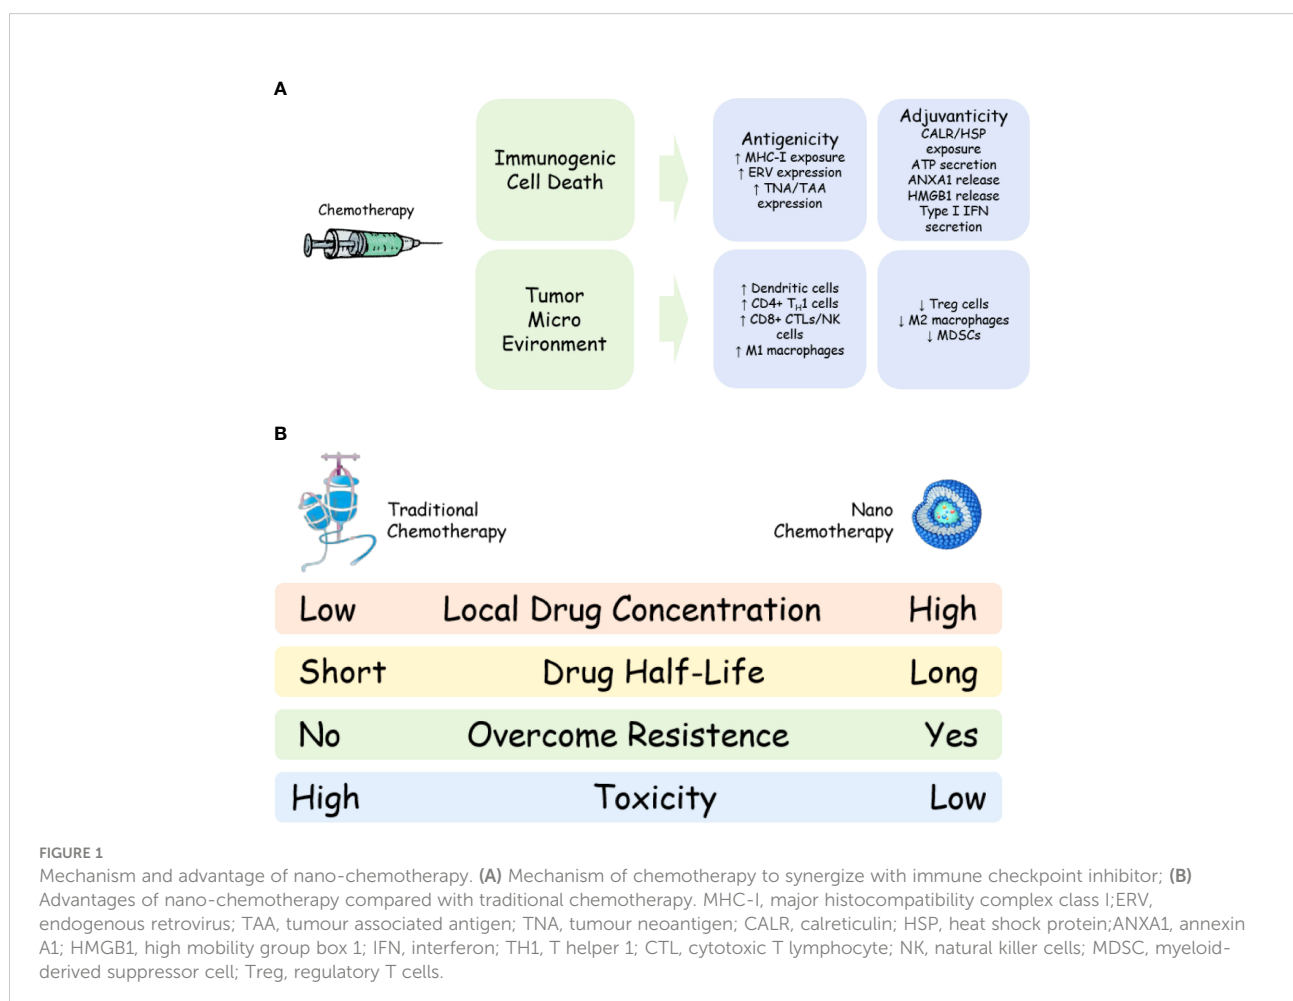 A
Chemotherapy
Immunogenic
Cell Death
Antigenicity
↑ MHC-I exposure
↑ ERV expression
↑ TNA/TAA
expression
Adjuvanticity
CALR/HSP
exposure
ATP secretion
ANXA1 release
HMGB1 release
Type I IFN
secretion
Tumor
Micro
Evironment
↑ Dendritic cells
↑ CD4+ TH1 cells
↑ CD8+ CTLs/NK
cells
↑ M1 macrophages
↓ Treg cells
↓ M2 macrophages
↓ MDSCs
B
Traditional
Chemotherapy
Nano
Chemotherapy
Low Local Drug Concentration High
Short Drug Half-Life Long
No Overcome Resistence Yes
High Toxicity Low
FIGURE 1
Mechanism and advantage of nano-chemotherapy. (A) Mechanism of chemotherapy to synergize with immune checkpoint inhibitor; (B)
Advantages of nano-chemotherapy compared with traditional chemotherapy. MHC-I, major histocompatibility complex class I;ERV,
endogenous retrovirus; TAA, tumour associated antigen; TNA, tumour neoantigen; CALR, calreticulin; HSP, heat shock protein;ANXA1, annexin
A1; HMGB1, high mobility group box 1; IFN, interferon; TH1, T helper 1; CTL, cytotoxic T lymphocyte; NK, natural killer cells; MDSC, myeloid-
derived suppressor cell; Treg, regulatory T cells.